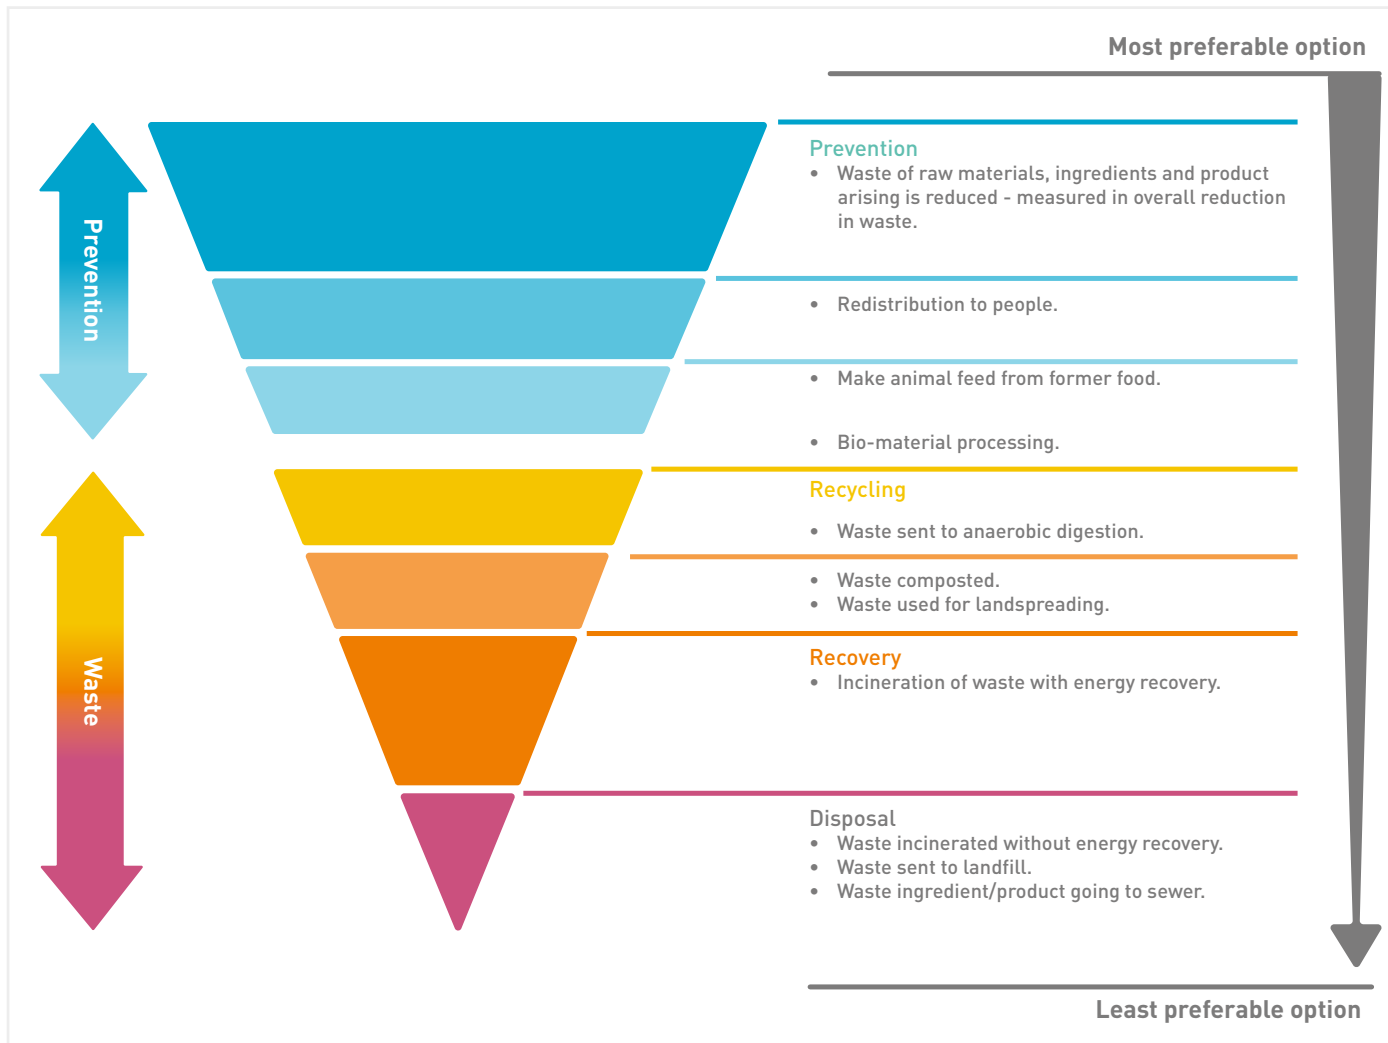 Most preferable option
Prevention
Prevention
• Waste of raw materials, ingredients and product
arising is reduced - measured in overall reduction
in waste.
• Redistribution to people.
• Make animal feed from former food.
• Bio-material processing.
Waste
Recycling
• Waste sent to anaerobic digestion.
• Waste composted.
• Waste used for landspreading.
Recovery
• Incineration of waste with energy recovery.
Disposal
• Waste incinerated without energy recovery.
• Waste sent to landfill.
• Waste ingredient/product going to sewer.
Least preferable option